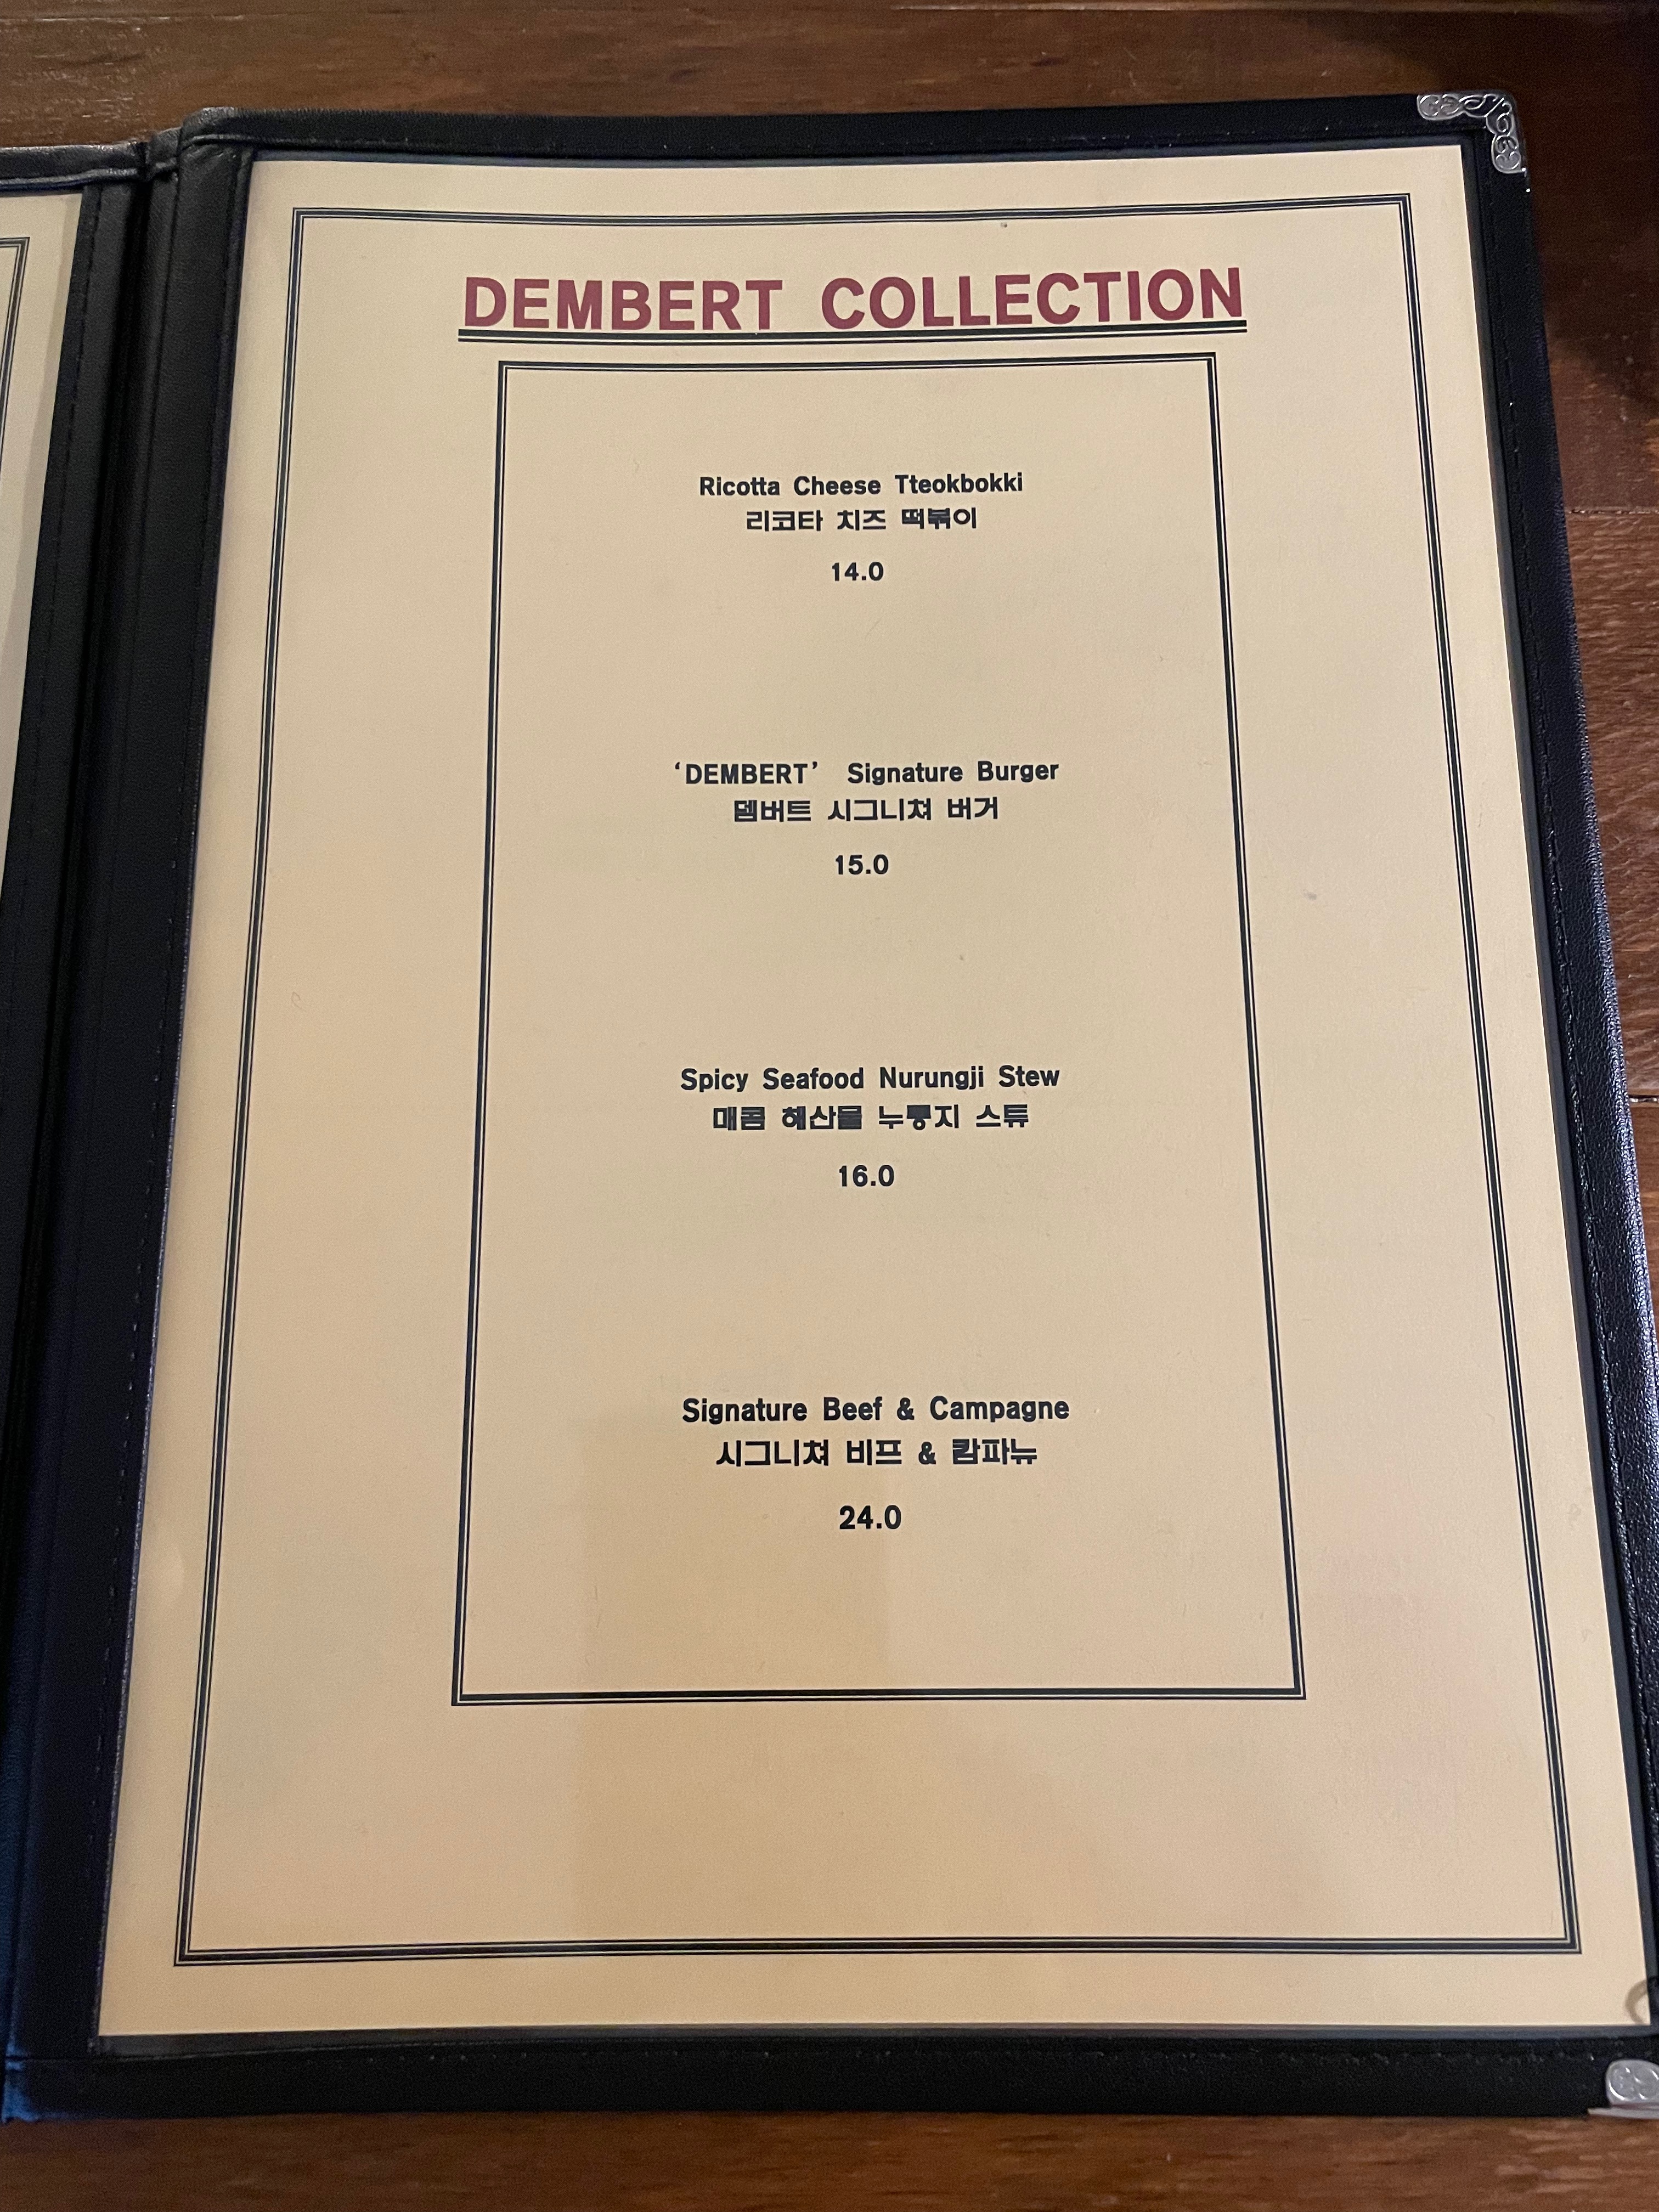 DEMBERT COLLECTION
Ricotta Cheese Tteokbokki
리코타 치즈 떡볶이
14.0
‘DEMBERT’ Signature Burger
뎀버트 시그니쳐 버거
15.0
Spicy Seafood Nurungji Stew
매콤 해산물 누룽지 스튜
16.0
Signature Beef & Campagne
시그니쳐 비프 & 캄파뉴
24.0